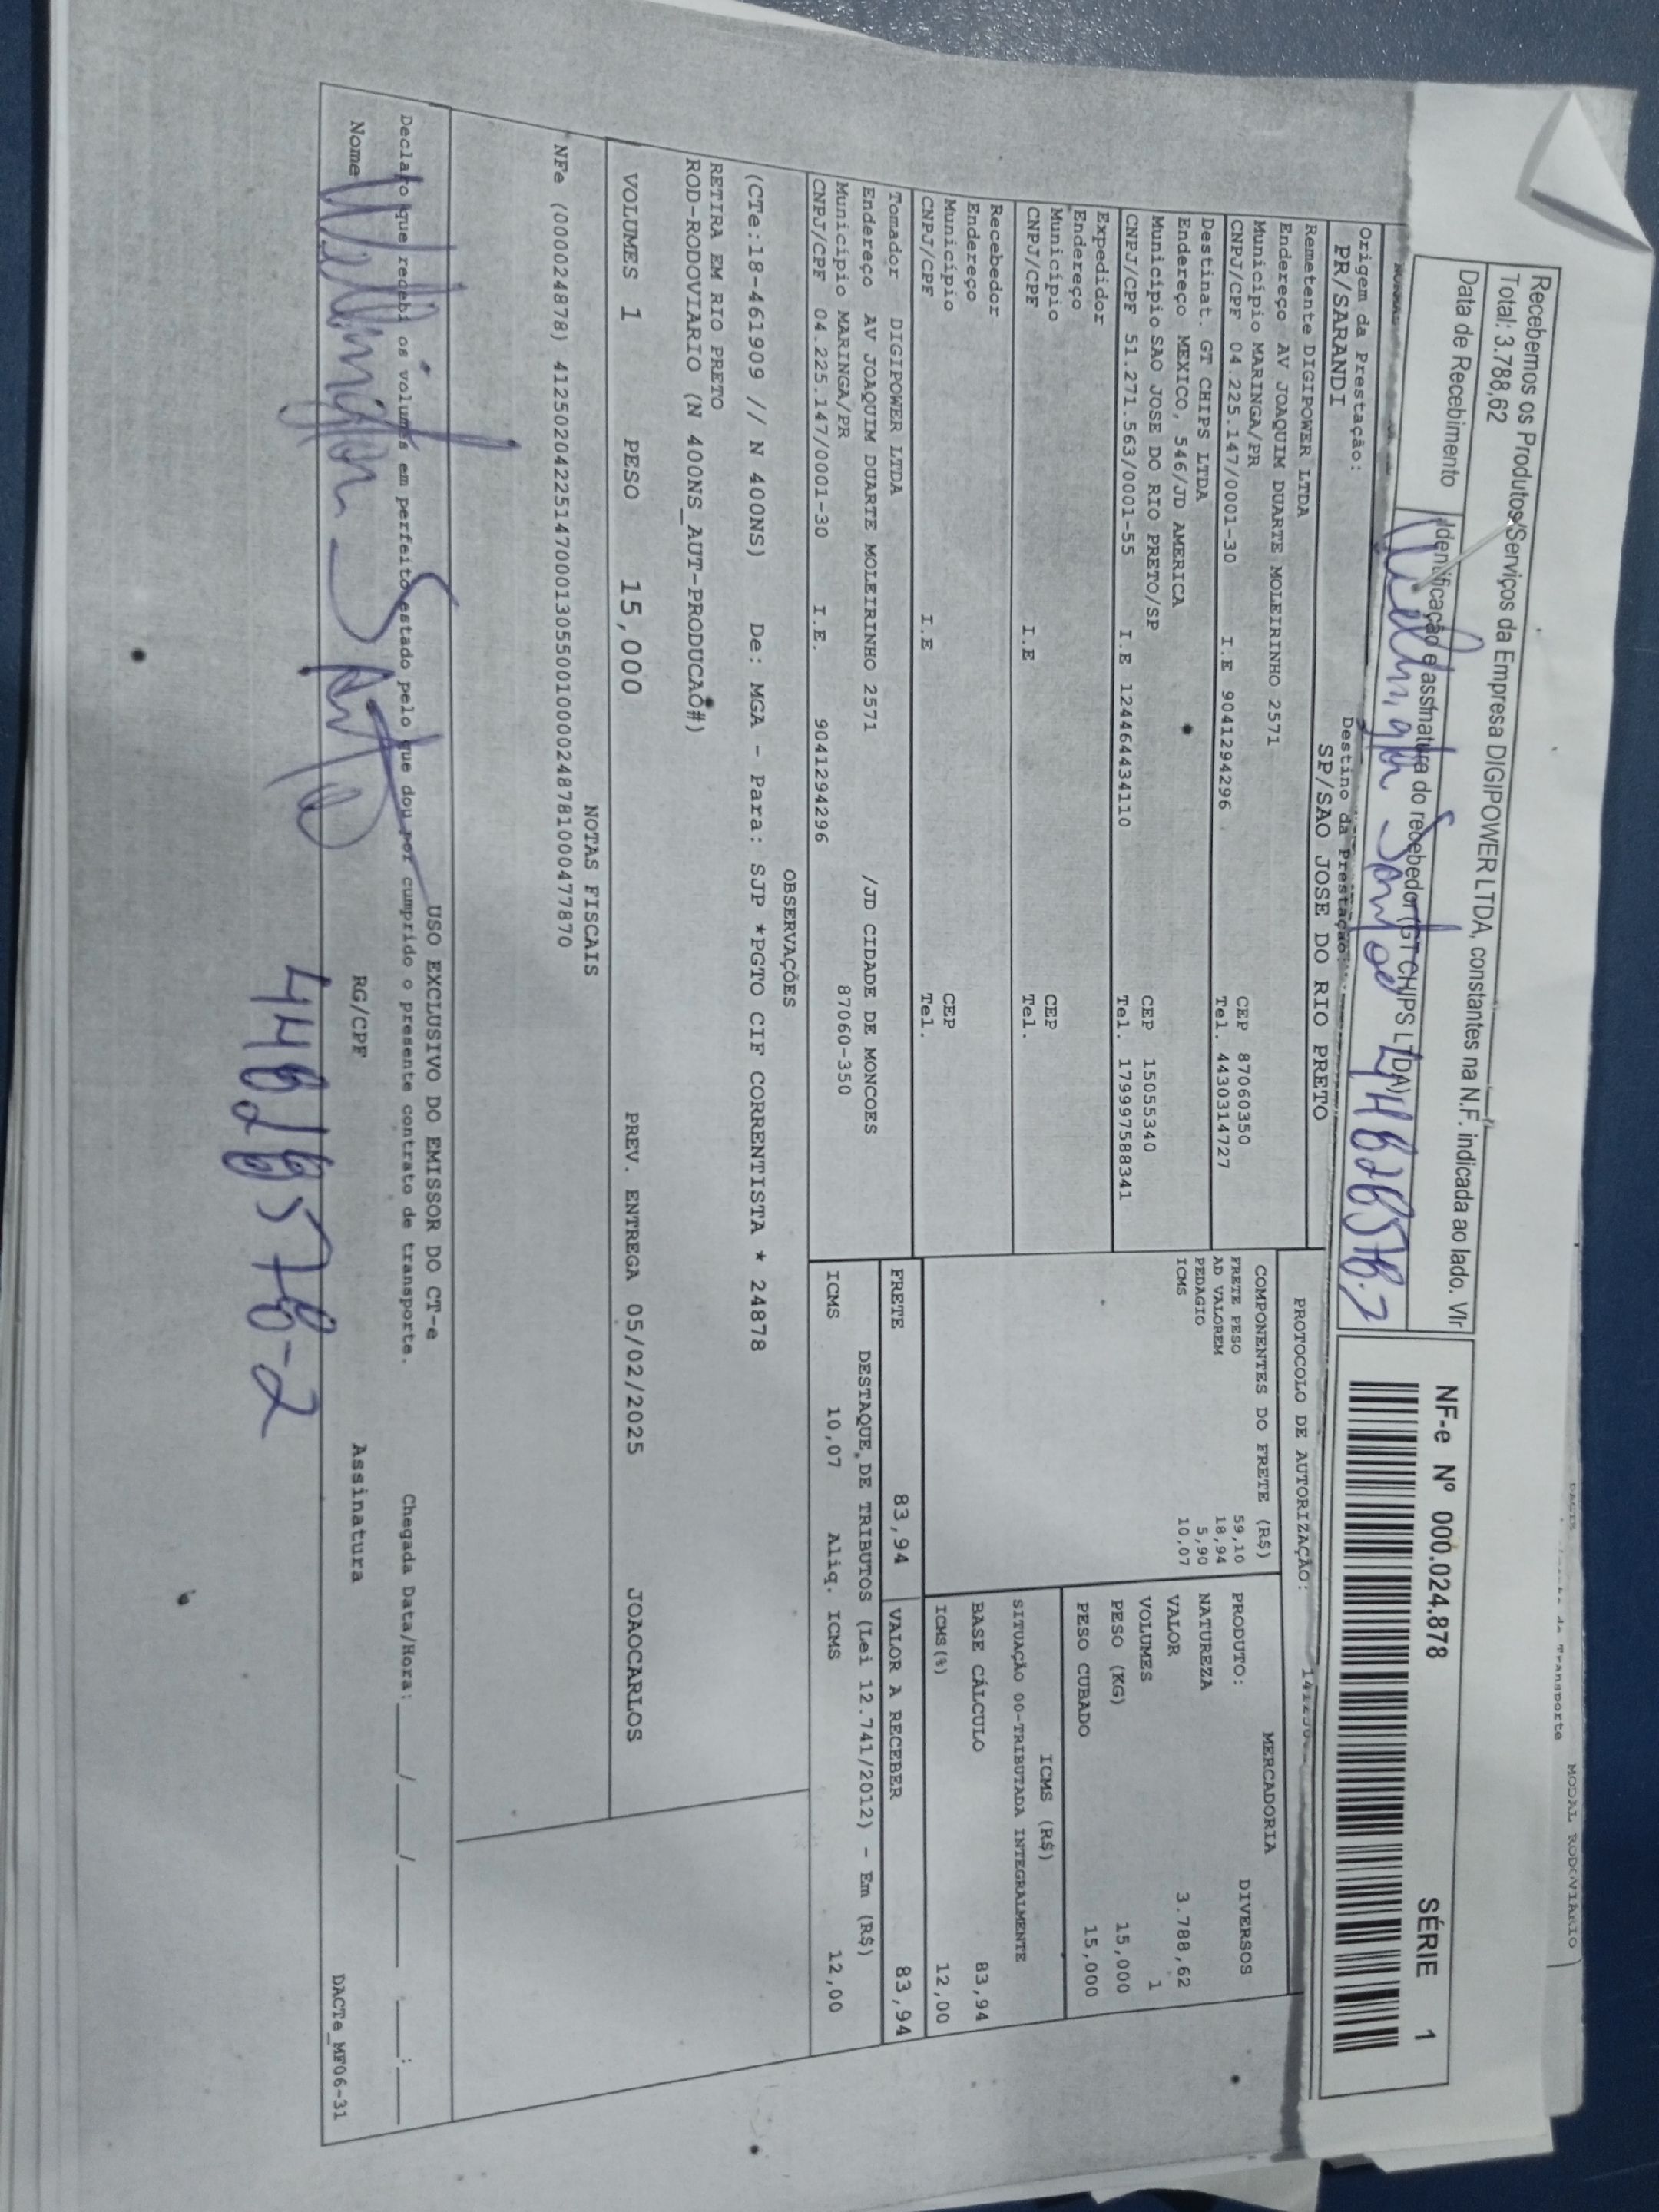 MODAL RODOVIÁRIO
de Transporte
Recebemos os Produtos/Serviços da Empresa DIGIPOWER LTDA, constantes na N.F. indicada ao lado. Vlr
Total: 3.788,62
Data de Recebimento
Identificação e assinatura do recebedor (GT CHIPS LTDA)
Wellington Santos
NF-e Nº 000.024.878
SÉRIE 1
Origem da Prestação:
PR/SARANDI
Destino da Prestação:
SP/SAO JOSE DO RIO PRETO
PROTOCOLO DE AUTORIZAÇÃO:
Remetente DIGIPOWER LTDA
Endereço AV JOAQUIM DUARTE MOLEIRINHO 2571
Município MARINGA/PR CEP 87060350
CNPJ/CPF 04.225.147/0001-30 I.E 9041294296 Tel. 4430314727
Destinat. GT CHIPS LTDA
Endereço MEXICO, 546/JD AMERICA
Município SAO JOSE DO RIO PRETO/SP CEP 15055340
CNPJ/CPF 51.271.563/0001-55 I.E 124464434110 Tel. 17999758834​1
Expedidor
Endereço
Município CEP
CNPJ/CPF I.E Tel.
Recebedor
Endereço
Município CEP
CNPJ/CPF I.E Tel.
Tomador DIGIPOWER LTDA
Endereço AV JOAQUIM DUARTE MOLEIRINHO 2571 /JD CIDADE DE MONCOES
Município MARINGA/PR 87060-350
CNPJ/CPF 04.225.147/0001-30 I.E. 9041294296
COMPONENTES DO FRETE (R$)
FRETE PESO 59,10
AD VALOREM 18,94
PEDAGIO 5,90
ICMS 10,07
MERCADORIA
PRODUTO: DIVERSOS
NATUREZA
VALOR 3.788,62
VOLUMES 1
PESO (KG) 15,000
PESO CUBADO 15,000
ICMS (R$)
SITUAÇÃO 00-TRIBUTADA INTEGRALMENTE
BASE CÁLCULO 83,94
ICMS(%) 12,00
FRETE 83,94 VALOR A RECEBER 83,94
DESTAQUE DE TRIBUTOS (Lei 12.741/2012) - Em (R$)
ICMS 10,07 Aliq. ICMS 12,00
OBSERVAÇÕES
(CTe:18-461909 // N 400NS) De: MGA - Para: SJP *PGTO CIF CORRENTISTA * 24878
RETIRA EM RIO PRETO
ROD-RODOVIARIO (N 400NS_AUT-PRODUCAO#)
VOLUMES 1 PESO 15,000 PREV. ENTREGA 05/02/2025 JOAOCARLOS
NOTAS FISCAIS
NFe (000024878) 41250204225147000130550010000248781000477870
USO EXCLUSIVO DO EMISSOR DO CT-e
Declaro que recebi os volumes em perfeito estado pelo que dou por cumprido o presente contrato de transporte. Chegada Data/Hora:____/____/______ ____:____
Nome RG/CPF Assinatura
Wellington Santo
DACTe_MF06-31